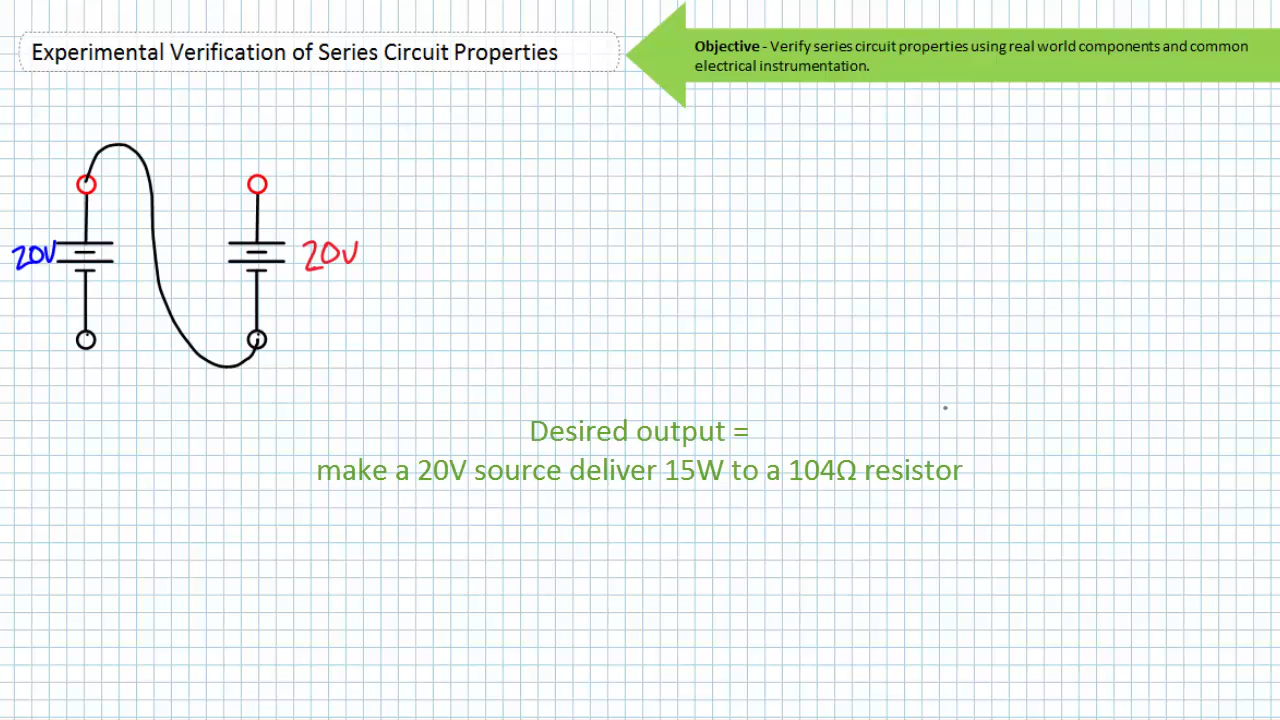 Experimental Verification of Series Circuit Properties
Objective - Verify series circuit properties using real world components and common
electrical instrumentation.
20V
20V
Desired output =
make a 20V source deliver 15W to a 104Ω resistor